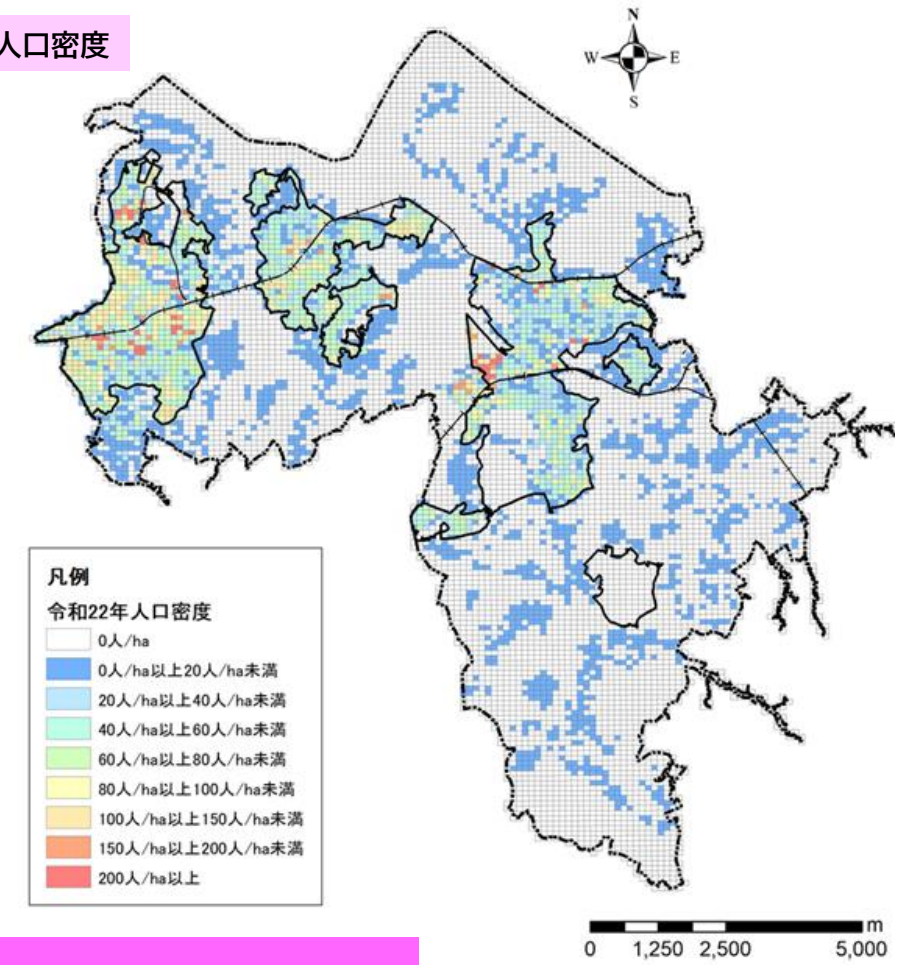 人口密度
N
W E
S
凡例
令和22年人口密度
0人/ha
0人/ha以上20人/ha未満
20人/ha以上40人/ha未満
40人/ha以上60人/ha未満
60人/ha以上80人/ha未満
80人/ha以上100人/ha未満
100人/ha以上150人/ha未満
150人/ha以上200人/ha未満
200人/ha以上
m
0 1,250 2,500 5,000